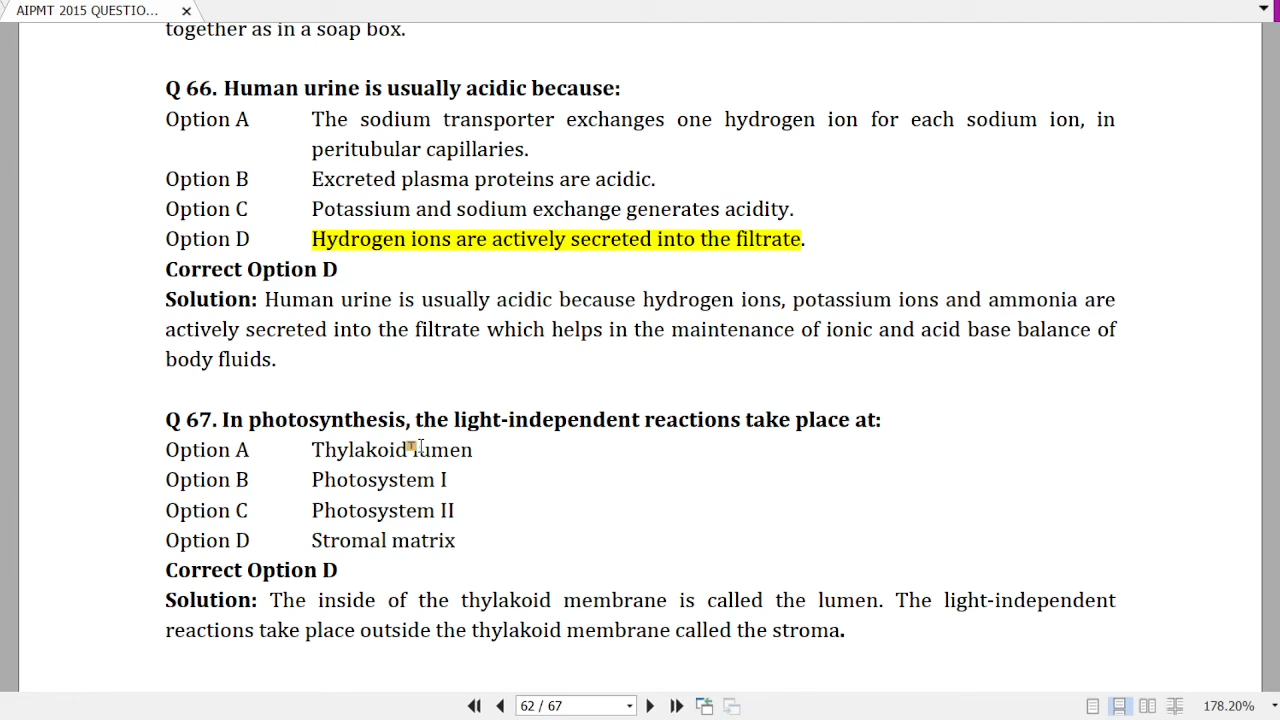 AIPMT 2015 QUESTIO...
together as in a soap box.
Q 66. Human urine is usually acidic because:
Option A The sodium transporter exchanges one hydrogen ion for each sodium ion, in
peritubular capillaries.
Option B Excreted plasma proteins are acidic.
Option C Potassium and sodium exchange generates acidity.
Option D Hydrogen ions are actively secreted into the filtrate.
Correct Option D
Solution: Human urine is usually acidic because hydrogen ions, potassium ions and ammonia are
actively secreted into the filtrate which helps in the maintenance of ionic and acid base balance of
body fluids.
Q 67. In photosynthesis, the light-independent reactions take place at:
Option A Thylakoid lumen
Option B Photosystem I
Option C Photosystem II
Option D Stromal matrix
Correct Option D
Solution: The inside of the thylakoid membrane is called the lumen. The light-independent
reactions take place outside the thylakoid membrane called the stroma.
62 / 67
178.20%